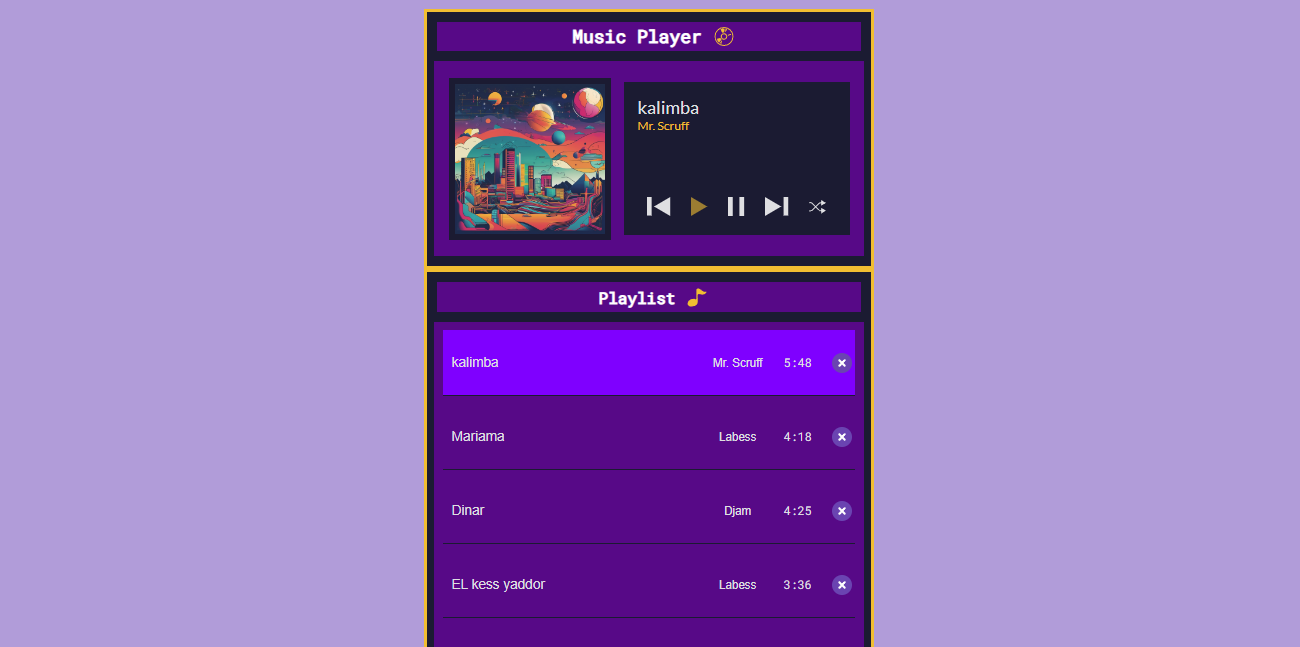 Music Player
kalimba
Mr. Scruff
Playlist
kalimba Mr. Scruff 5:48
Mariama Labess 4:18
Dinar Djam 4:25
EL kess yaddor Labess 3:36